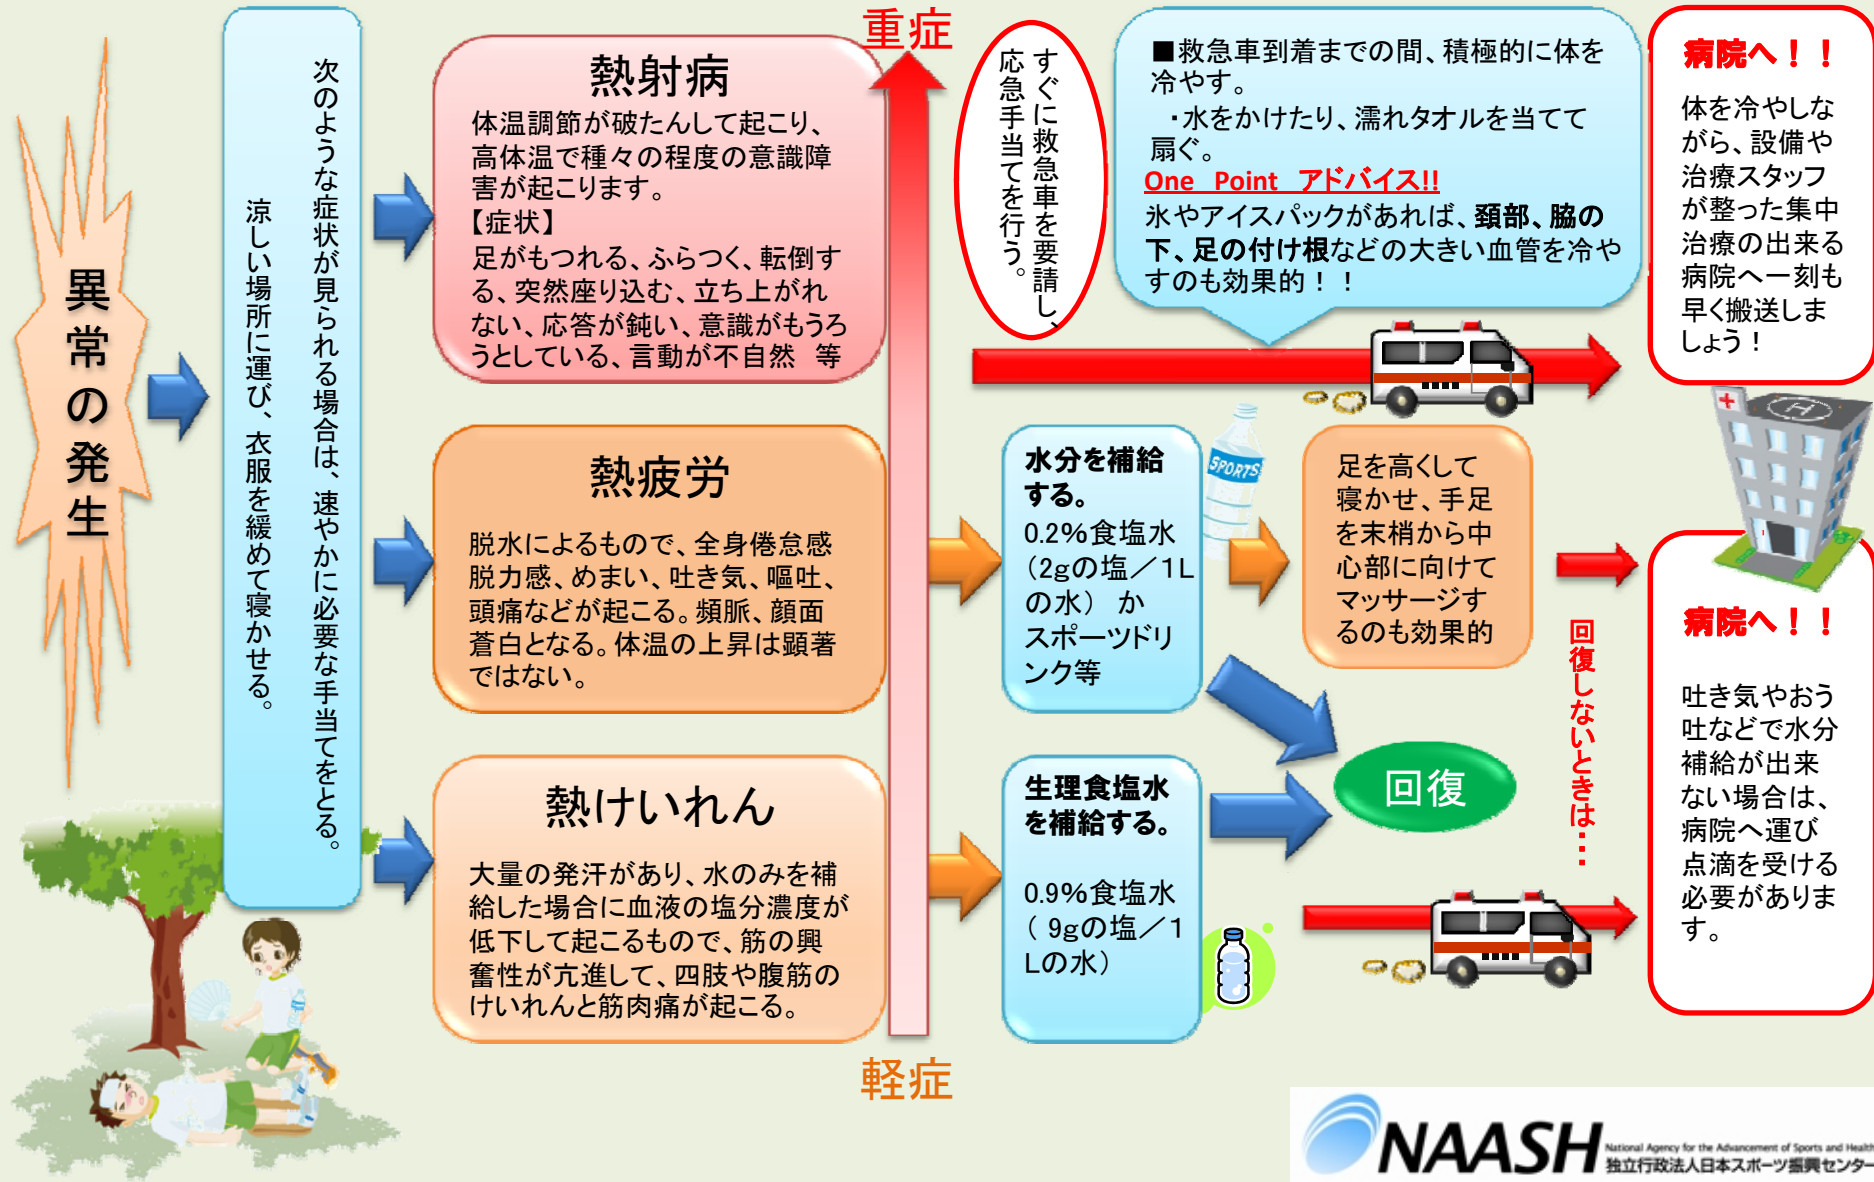 異常の発生
次のような症状が見られる場合は、速やかに必要な手当てをとる。
涼しい場所に運び、衣服を緩めて寝かせる。
重症
熱射病
体温調節が破たんして起こり、
高体温で種々の程度の意識障
害が起こります。
【症状】
足がもつれる、ふらつく、転倒す
る、突然座り込む、立ち上がれ
ない、応答が鈍い、意識がもうろ
うとしている、言動が不自然 等
すぐに救急車を要請し、
応急手当てを行う。
■救急車到着までの間、積極的に体を
冷やす。
・水をかけたり、濡れタオルを当てて
扇ぐ。
One Point アドバイス!!
氷やアイスパックがあれば、頚部、脇の
下、足の付け根などの大きい血管を冷や
すのも効果的！！
病院へ！！
体を冷やしな
がら、設備や
治療スタッフ
が整った集中
治療の出来る
病院へ一刻も
早く搬送しま
しょう！
熱疲労
脱水によるもので、全身倦怠感
脱力感、めまい、吐き気、嘔吐、
頭痛などが起こる。頻脈、顔面
蒼白となる。体温の上昇は顕著
ではない。
水分を補給
する。
0.2%食塩水
（2gの塩／1L
の水） か
スポーツドリ
ンク等
SPORTS
足を高くして
寝かせ、手足
を末梢から中
心部に向けて
マッサージす
るのも効果的
H
回復しないときは・・・
病院へ！！
吐き気やおう
吐などで水分
補給が出来
ない場合は、
病院へ運び
点滴を受ける
必要がありま
す。
熱けいれん
大量の発汗があり、水のみを補
給した場合に血液の塩分濃度が
低下して起こるもので、筋の興
奮性が亢進して、四肢や腹筋の
けいれんと筋肉痛が起こる。
生理食塩水
を補給する。
0.9%食塩水
（ 9gの塩／1
Lの水）
回復
軽症
NAASH
National Agency for the Advancement of Sports and Health
独立行政法人日本スポーツ振興センター